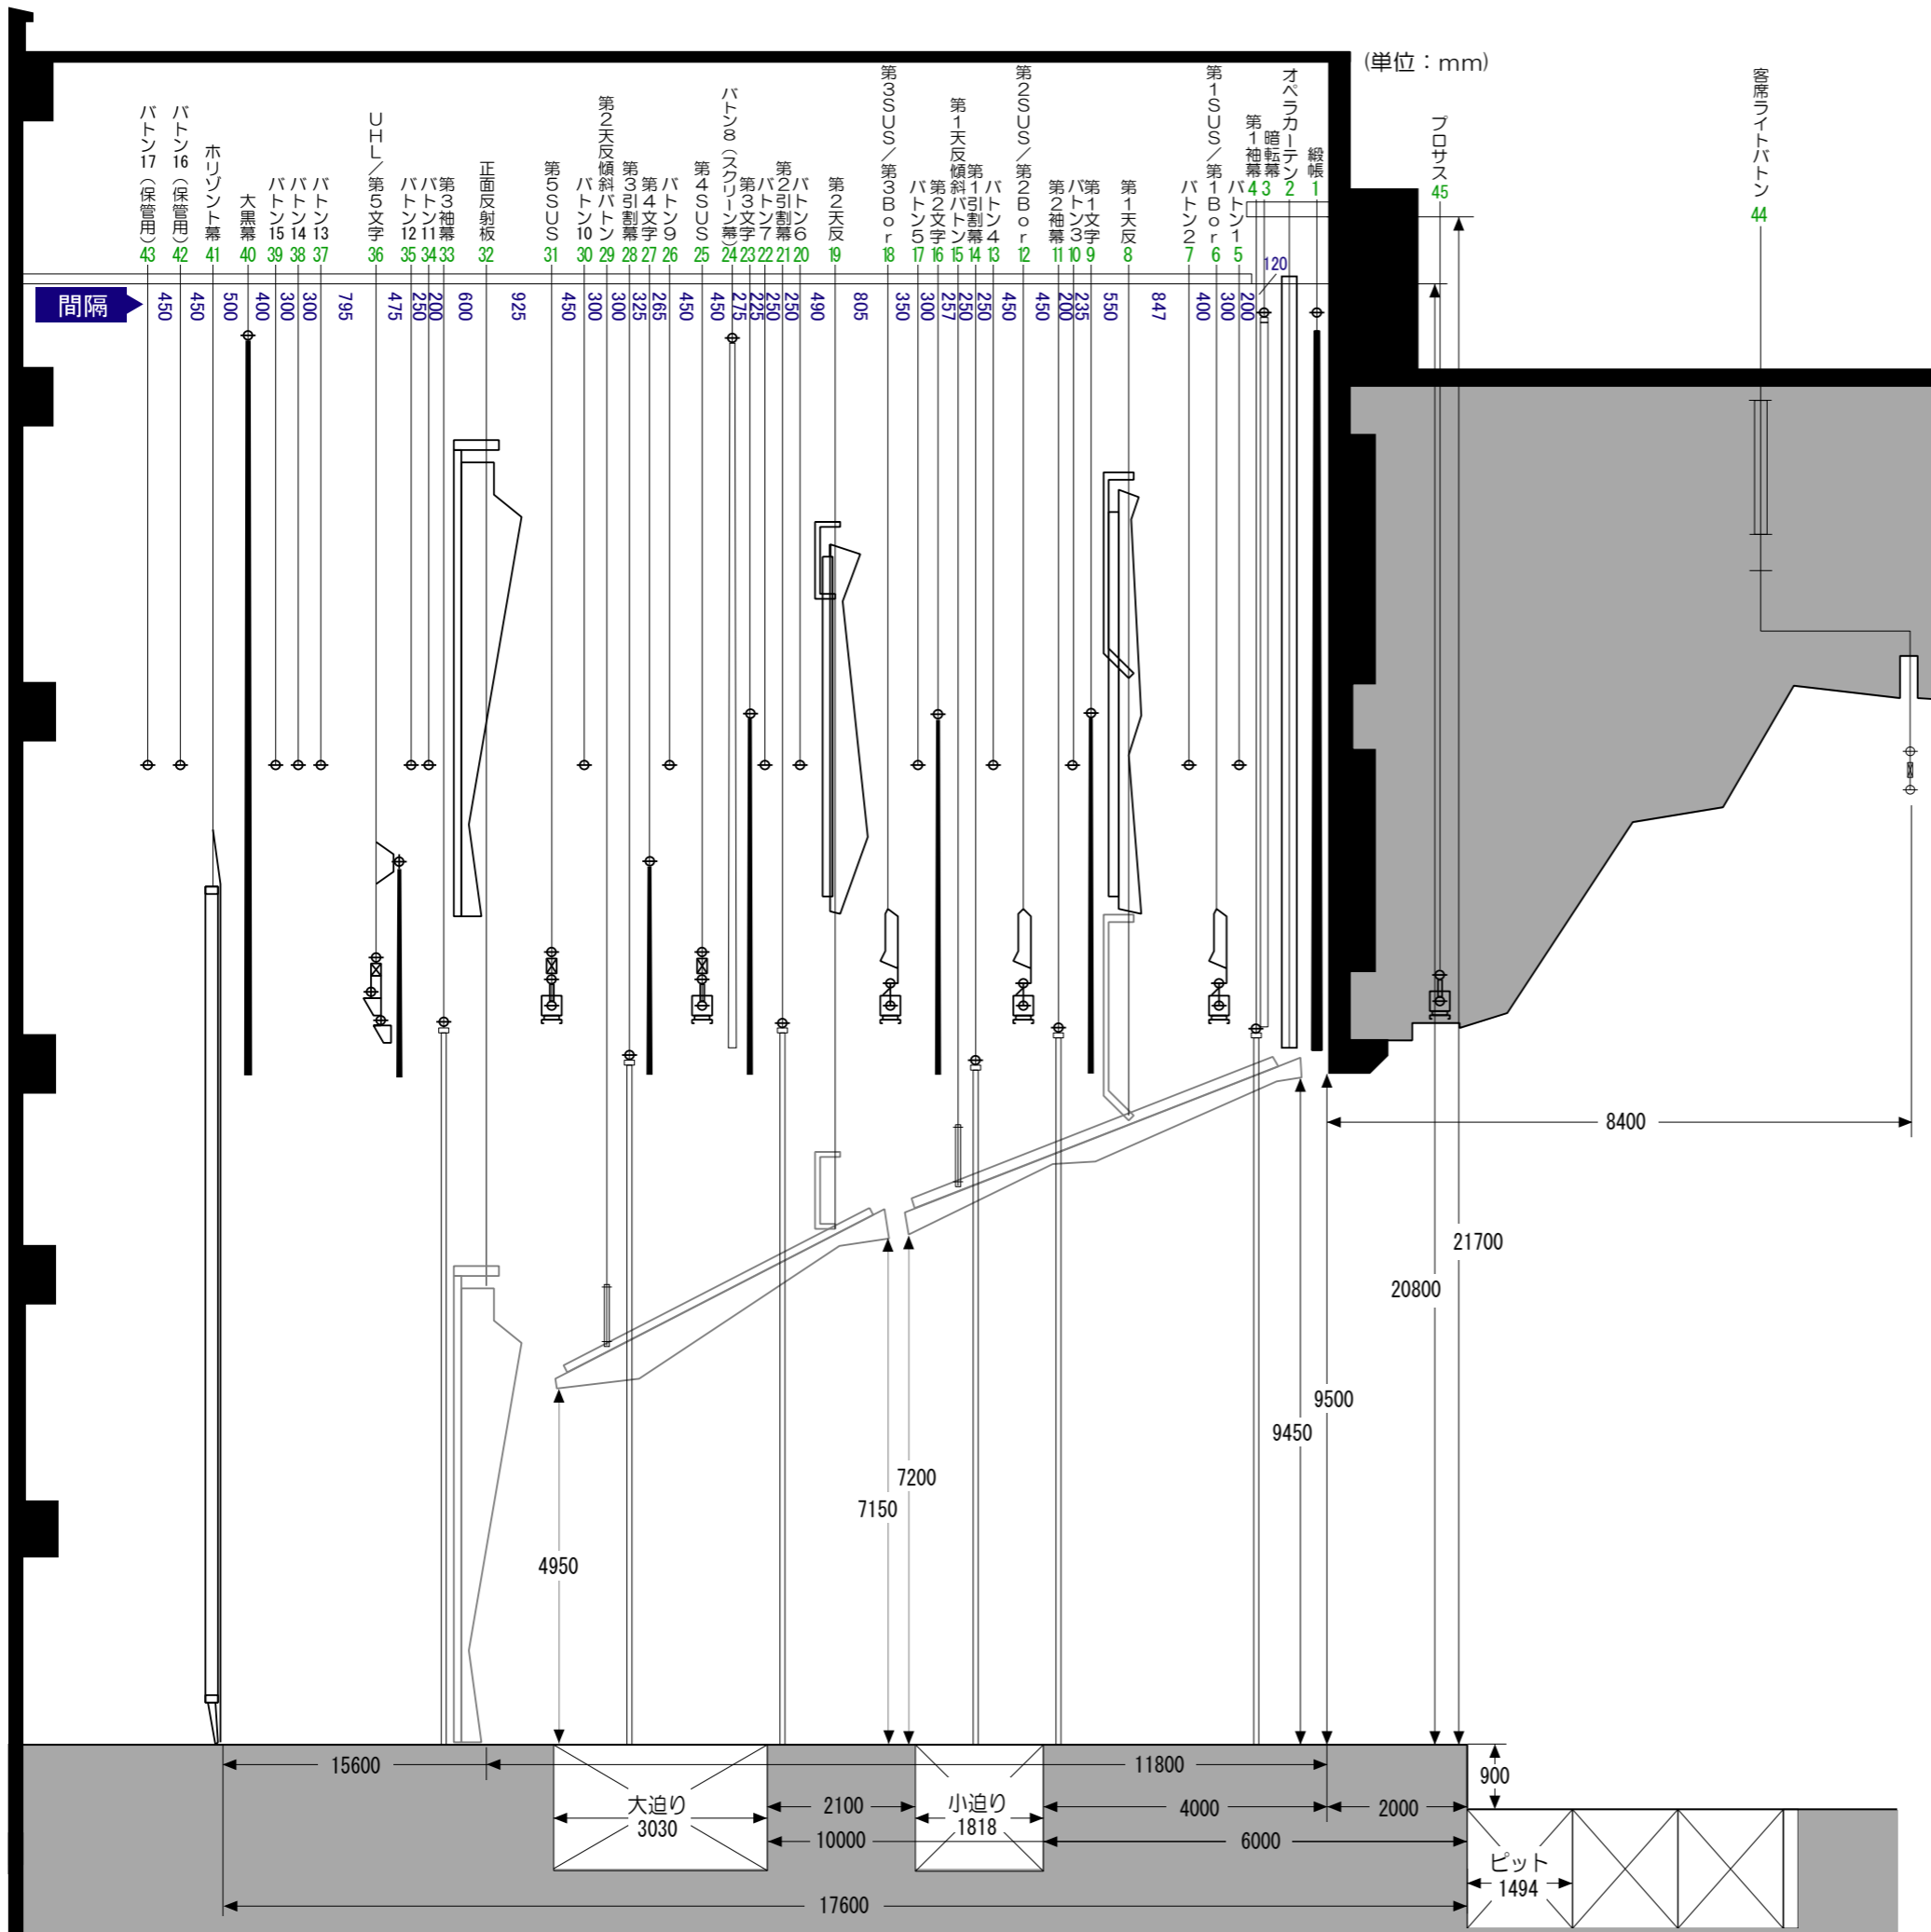 (単位：mm)
バトン17（保管用）43
バトン16（保管用）42
ホリゾント幕 41
大黒幕 40
バトン15 39
バトン14 38
バトン13 37
UHL／第5文字 36
バトン12 35
バトン11 34
第3袖幕 33
正面反射板 32
第5SUS 31
バトン10 30
第2天反傾斜バトン 29
第3引割幕 28
第4文字 27
バトン9 26
第4SUS 25
バトン8（スクリーン幕）24
第3文字 23
バトン7 22
第2引割幕 21
バトン6 20
第2天反 19
第3SUS／第3Bor 18
バトン5 17
第2文字 16
第1天反傾斜バトン 15
第1引割幕 14
バトン4 13
第2SUS／第2Bor 12
第2袖幕 11
バトン3 10
第1文字 9
第1天反 8
バトン2 7
第1SUS／第1Bor 6
バトン1 5
第1袖幕 4
暗転幕 3
オペラカーテン 2
緞帳 1
プロサス 45
客席ライトバトン 44
間隔
450
450
500
400
300
300
795
475
250
200
600
925
450
300
300
325
265
450
450
275
225
250
250
490
805
350
300
257
250
250
450
450
200
235
550
847
400
300
200
120
8400
21700
20800
9500
9450
7200
7150
4950
15600
11800
900
大迫り
3030
2100
小迫り
1818
4000
2000
10000
6000
ピット
1494
17600